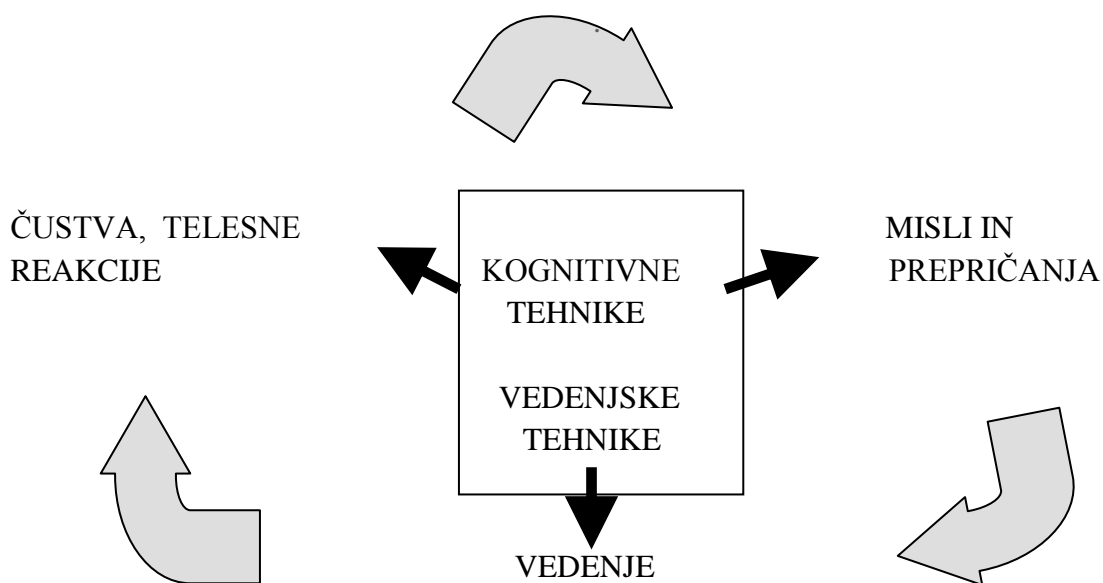 ČUSTVA, TELESNE
REAKCIJE
KOGNITIVNE
TEHNIKE
VEDENJSKE
TEHNIKE
MISLI IN
PREPRIČANJA
VEDENJE